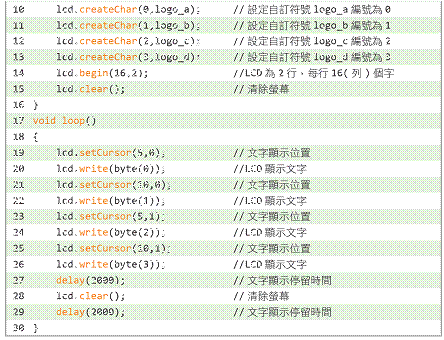 10 lcd.createChar(0,logo_a); // 設定自訂符號 logo_a 編號為 0
11 lcd.createChar(1,logo_b); // 設定自訂符號 logo_b 編號為 1
12 lcd.createChar(2,logo_c); // 設定自訂符號 logo_c 編號為 2
13 lcd.createChar(3,logo_d); // 設定自訂符號 logo_d 編號為 3
14 lcd.begin(16,2); //LCD 為 2 行，每行 16( 列 ) 個字
15 lcd.clear(); // 清除螢幕
16 }
17 void loop()
18 {
19 lcd.setCursor(5,0); // 文字顯示位置
20 lcd.write(byte(0)); //LCD 顯示文字
21 lcd.setCursor(10,0); // 文字顯示位置
22 lcd.write(byte(1)); //LCD 顯示文字
23 lcd.setCursor(5,1); // 文字顯示位置
24 lcd.write(byte(2)); //LCD 顯示文字
25 lcd.setCursor(10,1); // 文字顯示位置
26 lcd.write(byte(3)); //LCD 顯示文字
27 delay(2000); // 文字顯示停留時間
28 lcd.clear(); // 清除螢幕
29 delay(2000); // 文字顯示停留時間
30 }